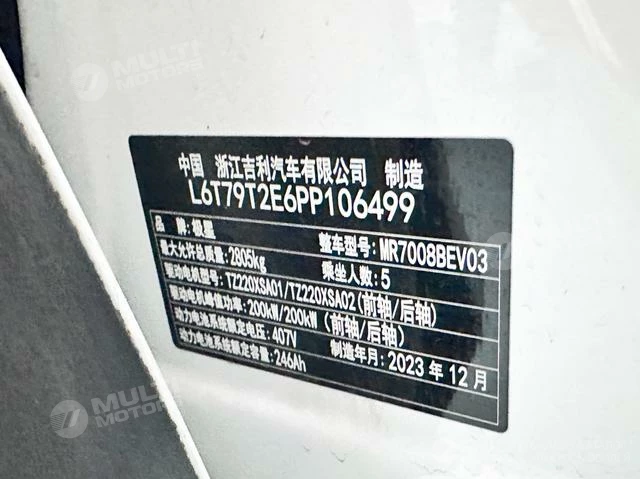 MULTI
MOTORS
中国 浙江吉利汽车有限公司 制造
L6T79T2E6PP106499
品 牌: 极星 整车型号: MR7008BEV03
最大允许总质量: 2805kg 乘坐人数: 5
驱动电机型号: TZ220XSA01/TZ220XSA02(前轴/后轴)
驱动电机峰值功率: 200kW/200kW (前轴/后轴)
动力电池系统额定电压: 407V
动力电池系统额定容量: 246Ah 制造年月: 2023 年 12 月
MULTI
MOTORS